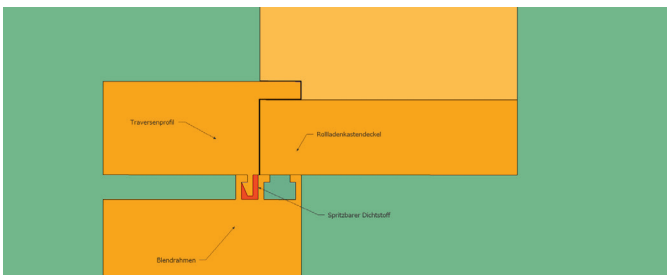 Traversenprofil
Rollladenkastendeckel
Spritzbarer Dichtstoff
Blendrahmen